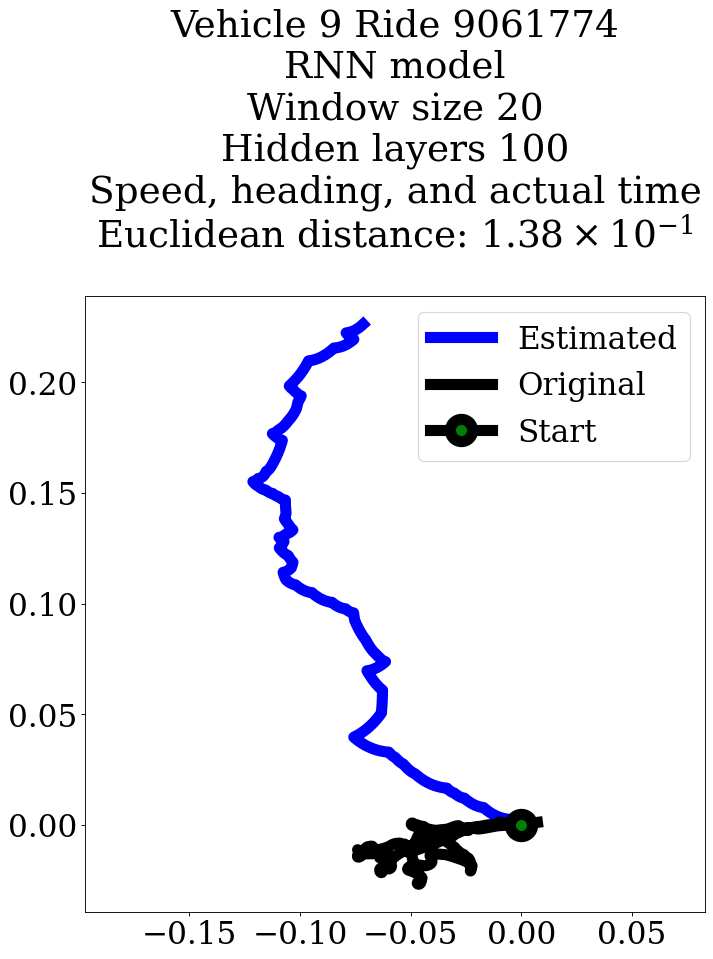 Vehicle 9 Ride 9061774
RNN model
Window size 20
Hidden layers 100
Speed, heading, and actual time
Euclidean distance: 1.38 × 10⁻¹
Estimated
Original
Start
0.20
0.15
0.10
0.05
0.00
−0.15 −0.10 −0.05 0.00 0.05